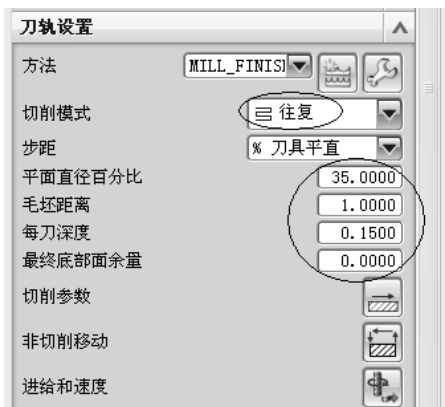 刀轨设置
方法 MILL_FINIS
切削模式 往复
步距 % 刀具平直
平面直径百分比 35.0000
毛坯距离 1.0000
每刀深度 0.1500
最终底部面余量 0.0000
切削参数
非切削移动
进给和速度